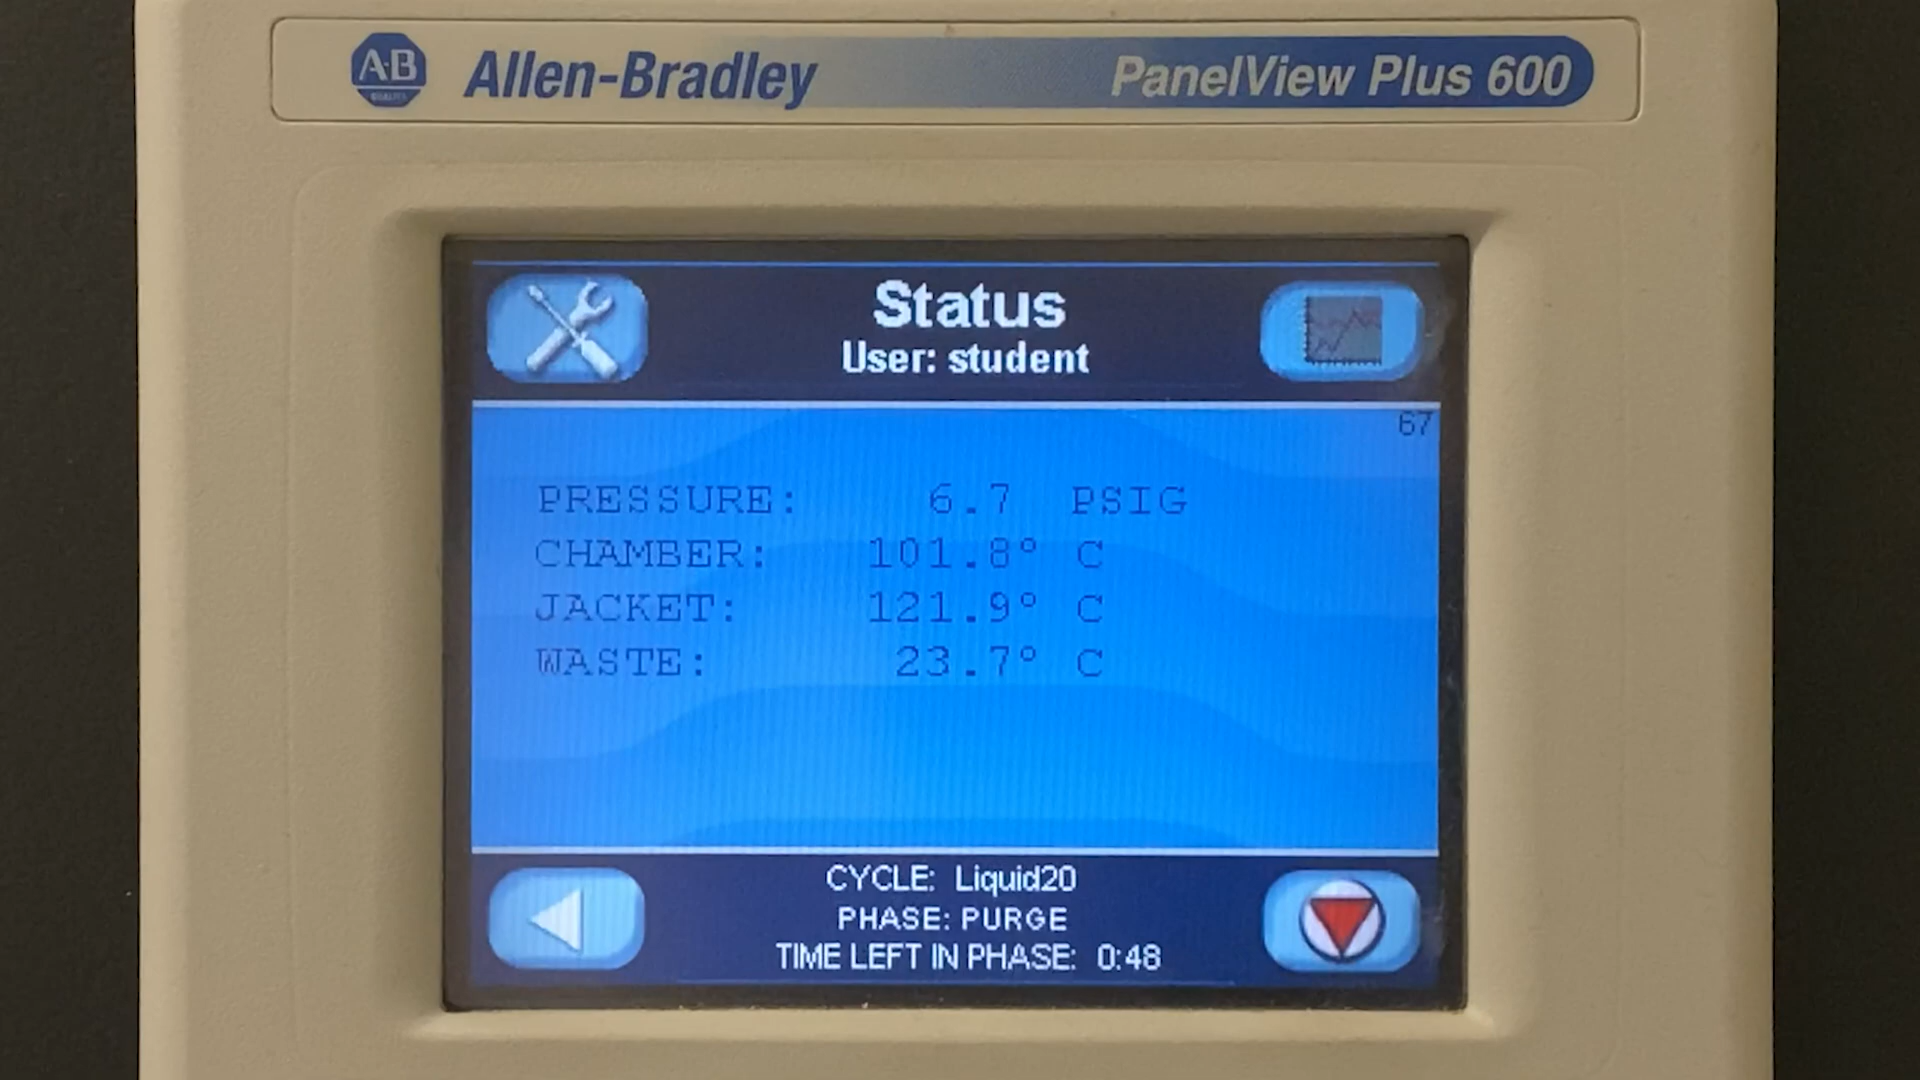 A·B Allen-Bradley PanelView Plus 600
QUALITY
Status
User: student
67
PRESSURE: 6.7 PSIG
CHAMBER: 101.8° C
JACKET: 121.9° C
WASTE: 23.7° C
CYCLE: Liquid20
PHASE: PURGE
TIME LEFT IN PHASE: 0:48